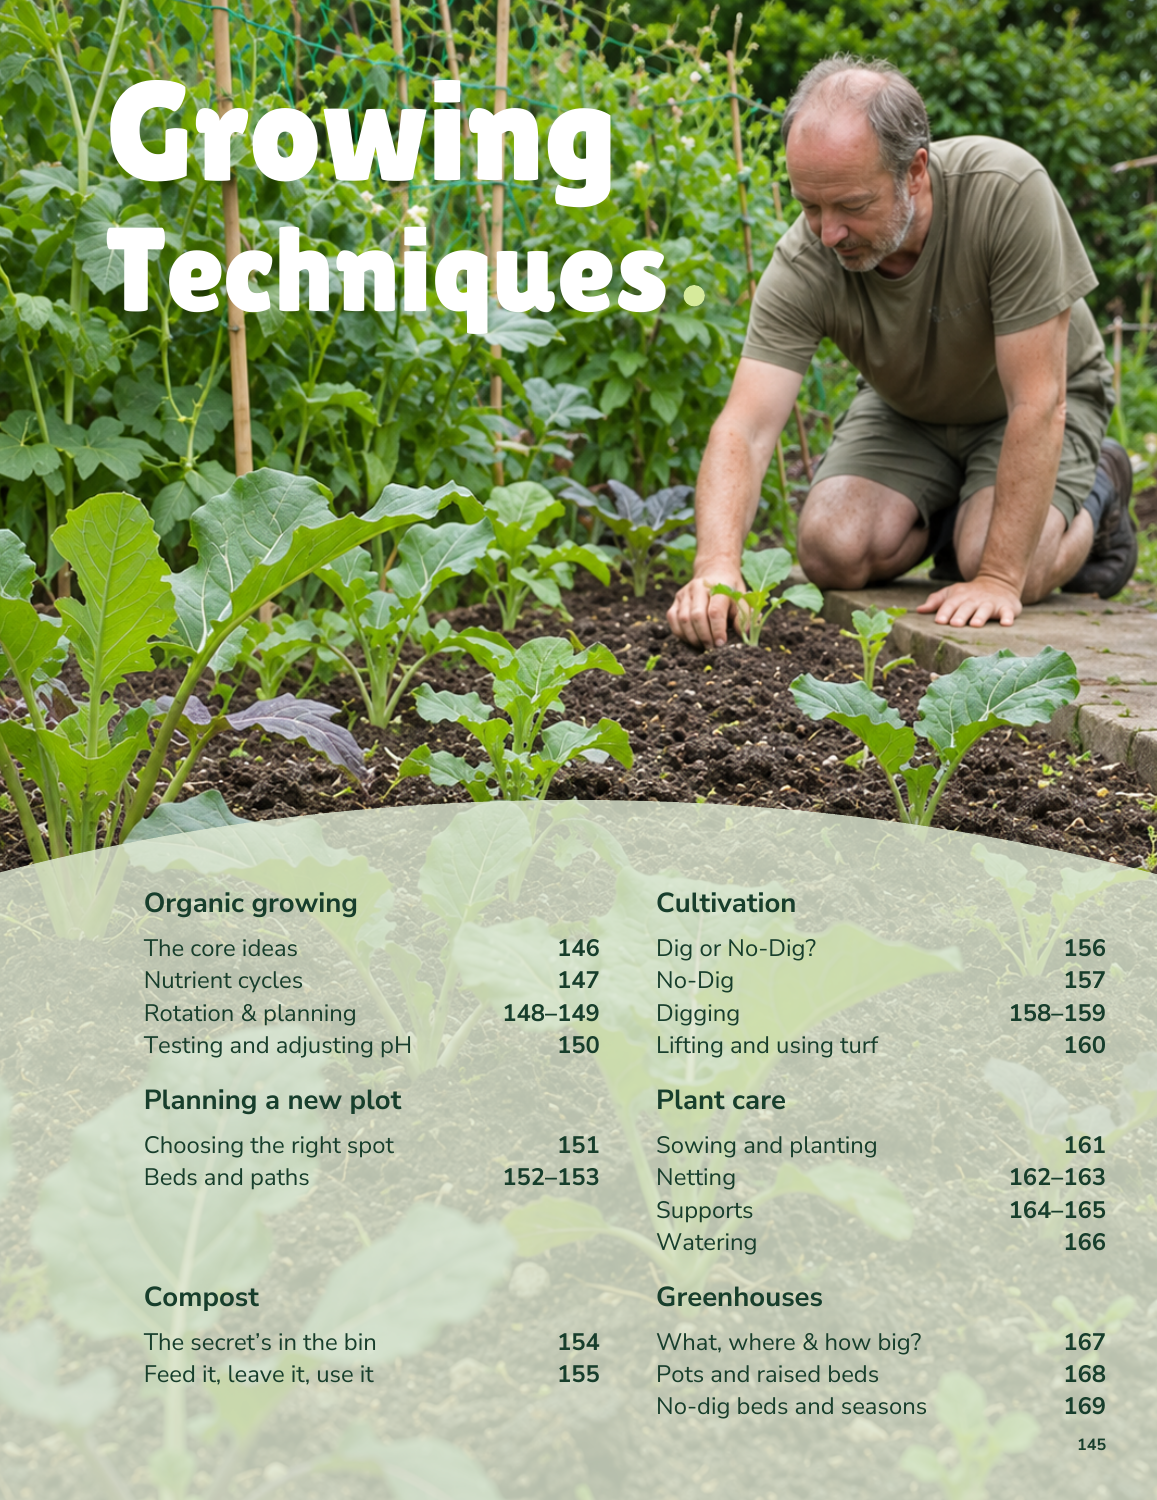 Growing
Techniques.
Organic growing
The core ideas 146
Nutrient cycles 147
Rotation & planning 148–149
Testing and adjusting pH 150
Planning a new plot
Choosing the right spot 151
Beds and paths 152–153
Compost
The secret’s in the bin 154
Feed it, leave it, use it 155
Cultivation
Dig or No-Dig? 156
No-Dig 157
Digging 158–159
Lifting and using turf 160
Plant care
Sowing and planting 161
Netting 162–163
Supports 164–165
Watering 166
Greenhouses
What, where & how big? 167
Pots and raised beds 168
No-dig beds and seasons 169
145